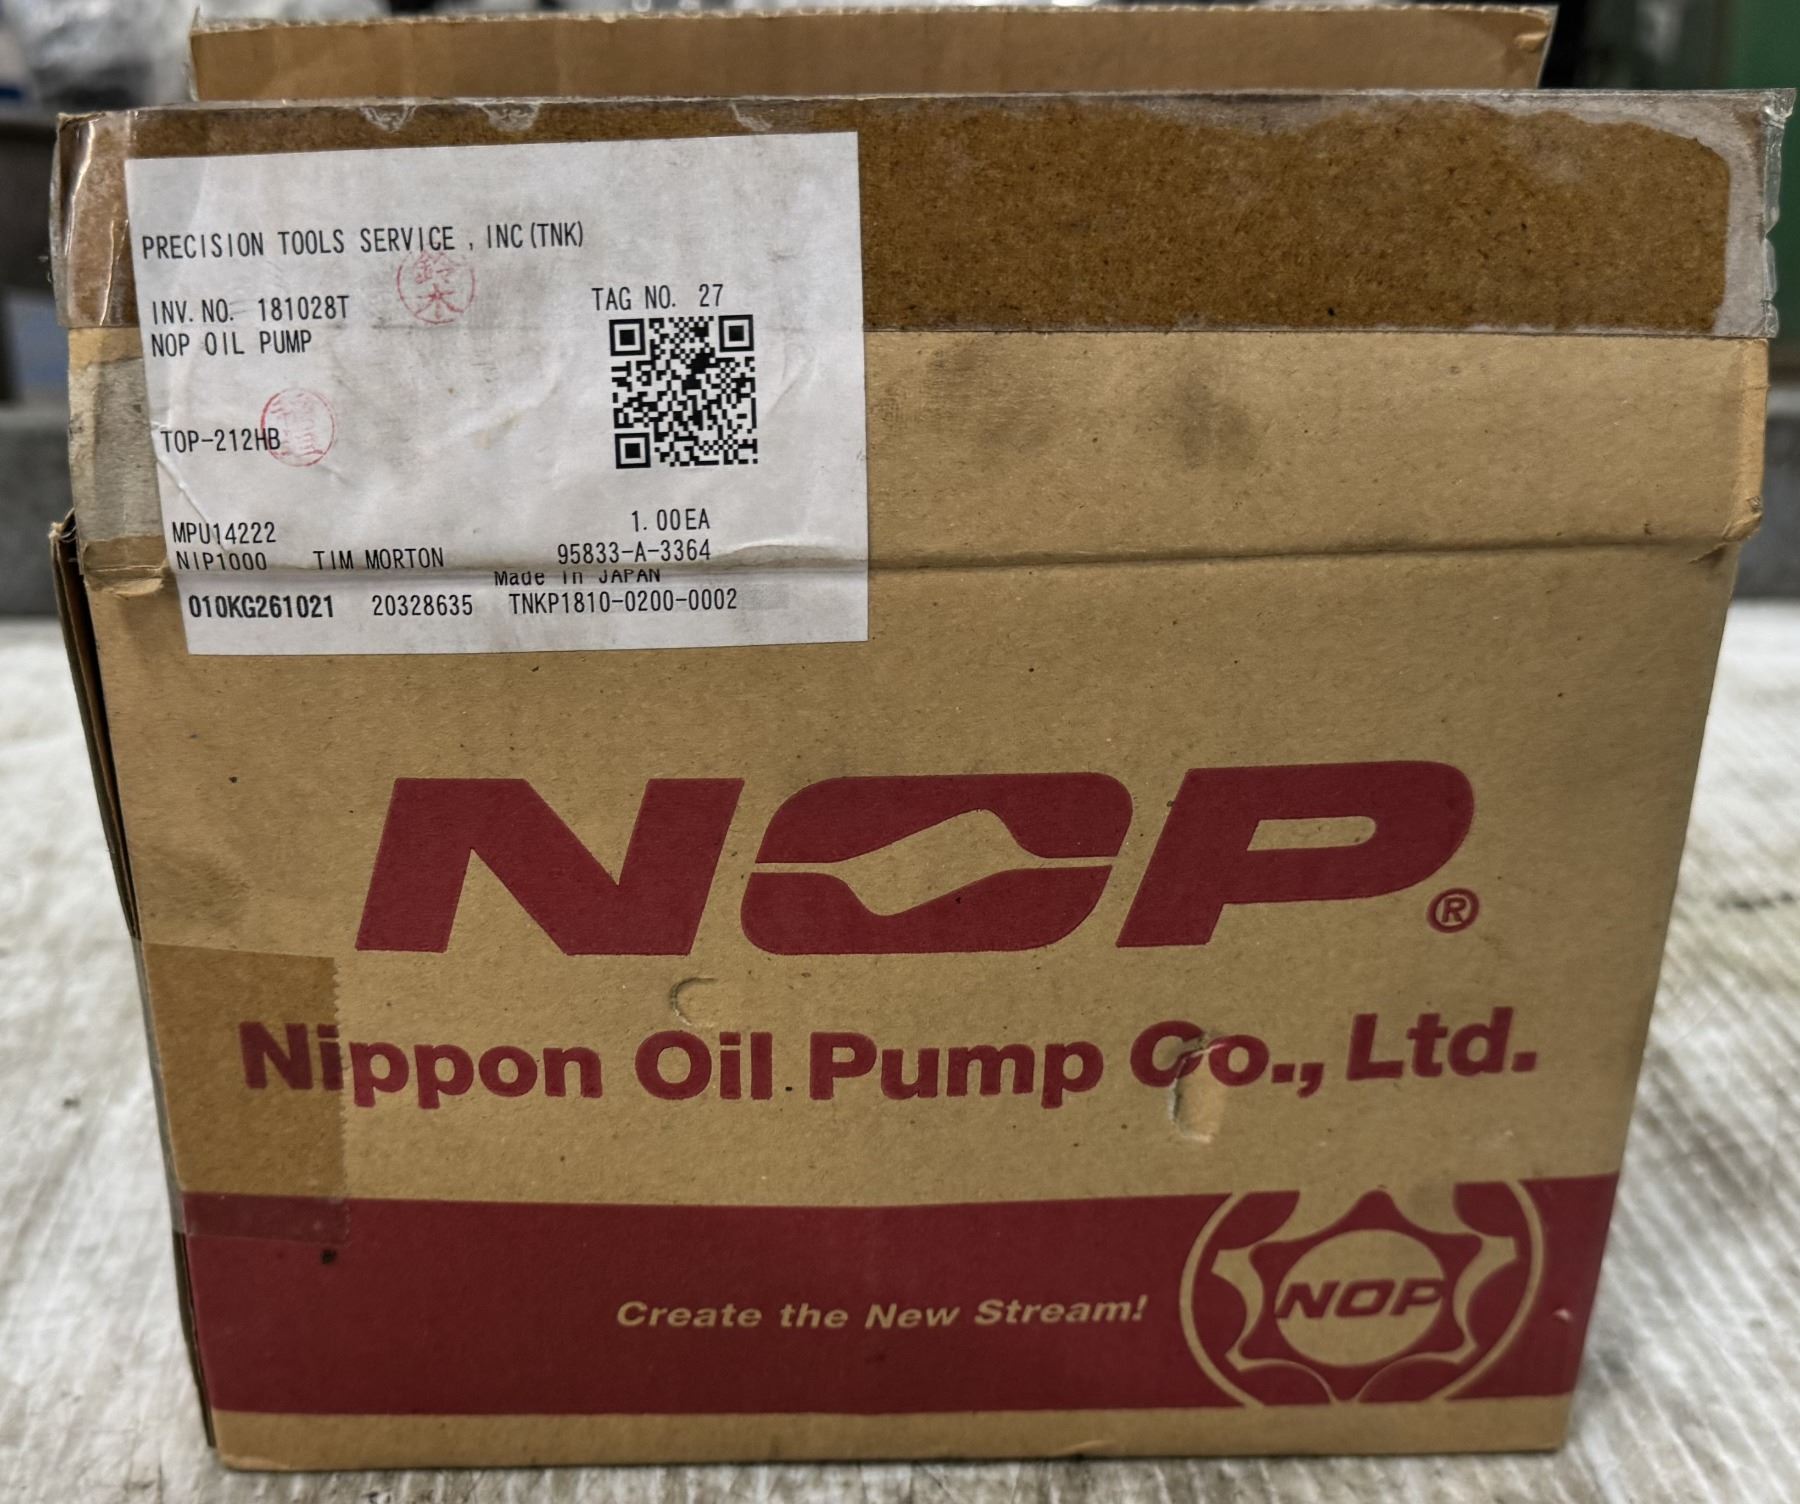 PRECISION TOOLS SERVICE , INC(TNK)
鈴木
INV. NO. 181028T
TAG NO. 27
NOP OIL PUMP
TOP-212HB
MPU14222
1.00EA
NIP1000 TIM MORTON 95833-A-3364
Made in JAPAN
010KG261021 20328635 TNKP1810-0200-0002
NOP®
Nippon Oil Pump Co., Ltd.
Create the New Stream!
NOP